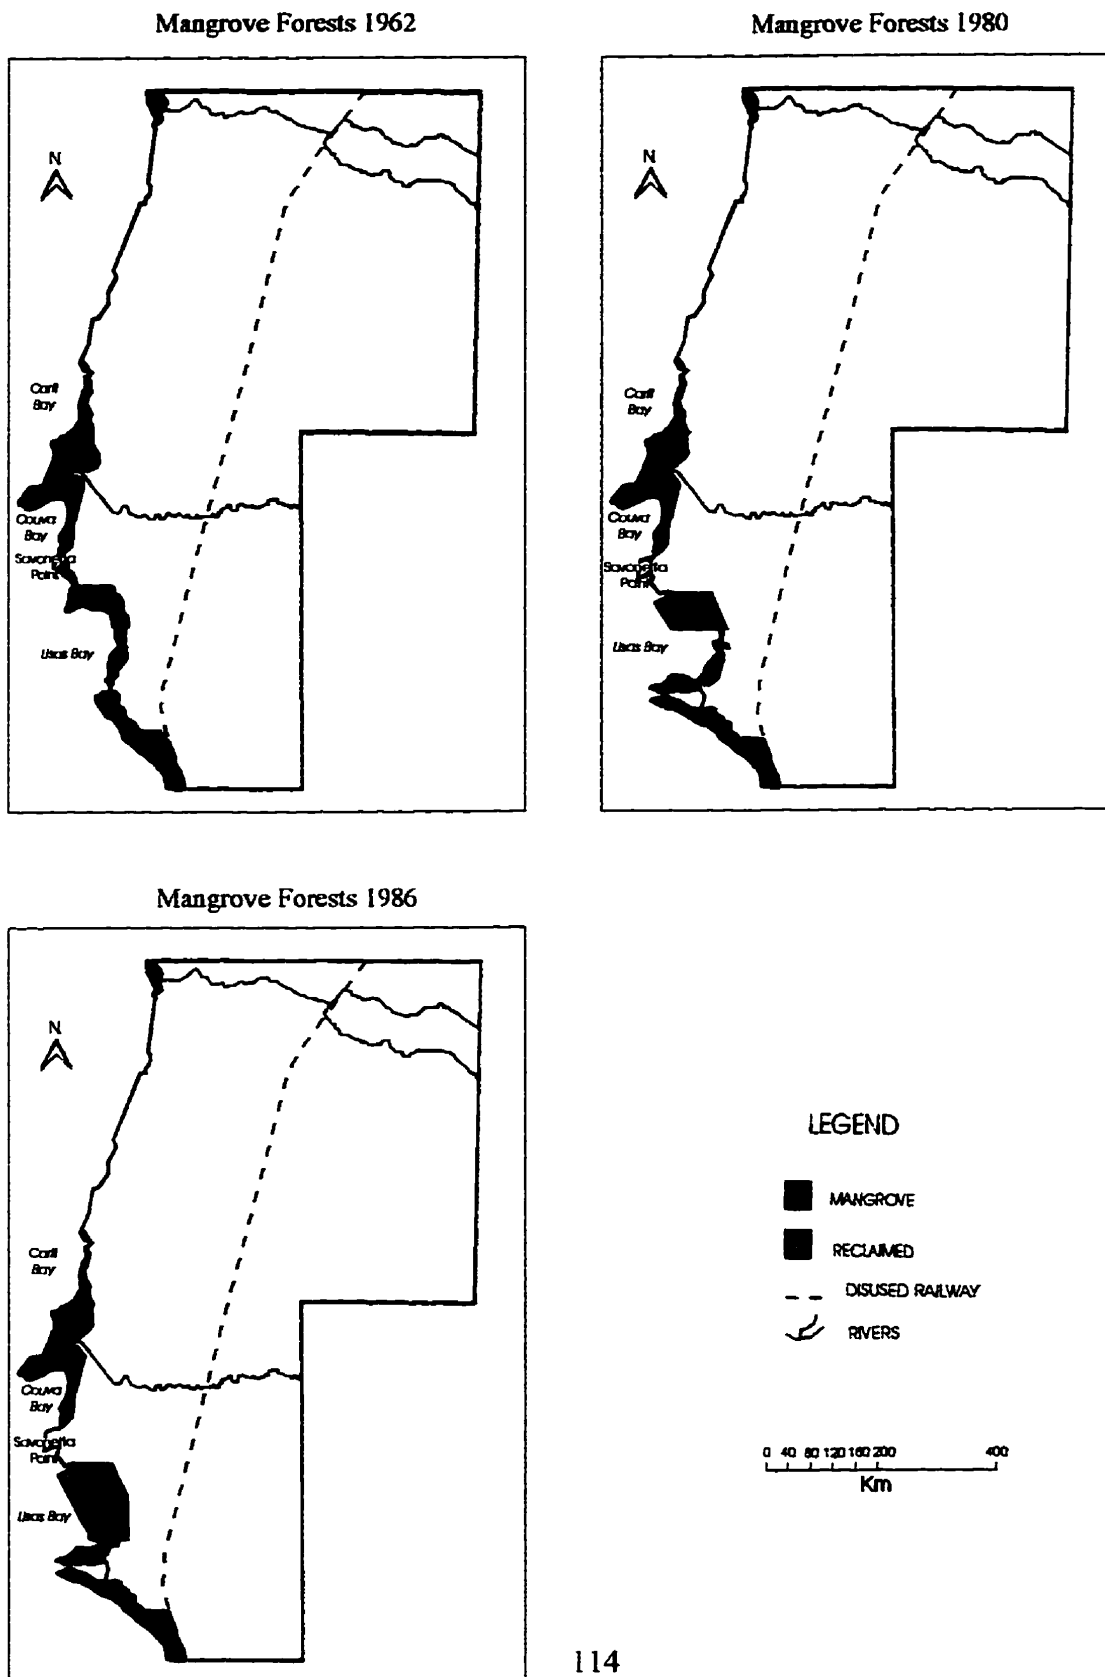 Mangrove Forests 1962
N
Carli
Bay
Couva
Bay
Savonetta
Point
Lisas Bay
Mangrove Forests 1980
N
Carli
Bay
Couva
Bay
Savonetta
Point
Lisas Bay
Mangrove Forests 1986
N
Carli
Bay
Couva
Bay
Savonetta
Point
Lisas Bay
LEGEND
MANGROVE
RECLAIMED
DISUSED RAILWAY
RIVERS
0 40 80 120 160 200 400
Km
114